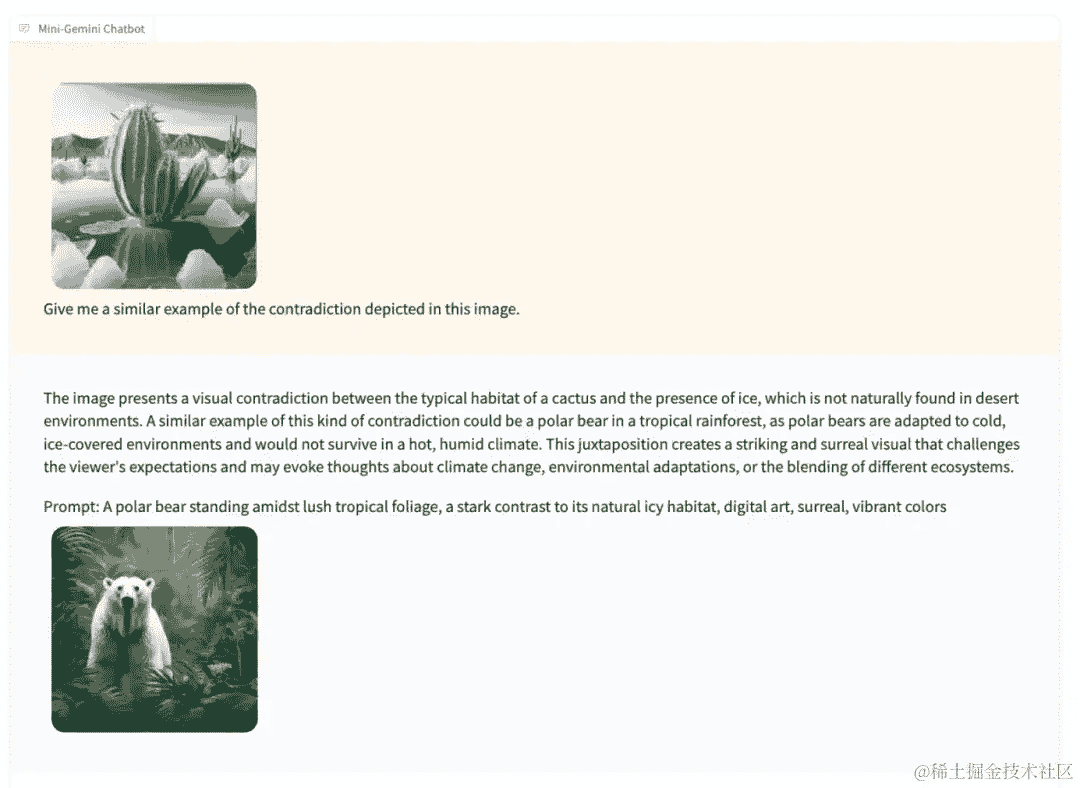 Mini-Gemini Chatbot
Give me a similar example of the contradiction depicted in this image.
The image presents a visual contradiction between the typical habitat of a cactus and the presence of ice, which is not naturally found in desert
environments. A similar example of this kind of contradiction could be a polar bear in a tropical rainforest, as polar bears are adapted to cold,
ice-covered environments and would not survive in a hot, humid climate. This juxtaposition creates a striking and surreal visual that challenges
the viewer's expectations and may evoke thoughts about climate change, environmental adaptations, or the blending of different ecosystems.
Prompt: A polar bear standing amidst lush tropical foliage, a stark contrast to its natural icy habitat, digital art, surreal, vibrant colors
@稀土掘金技术社区